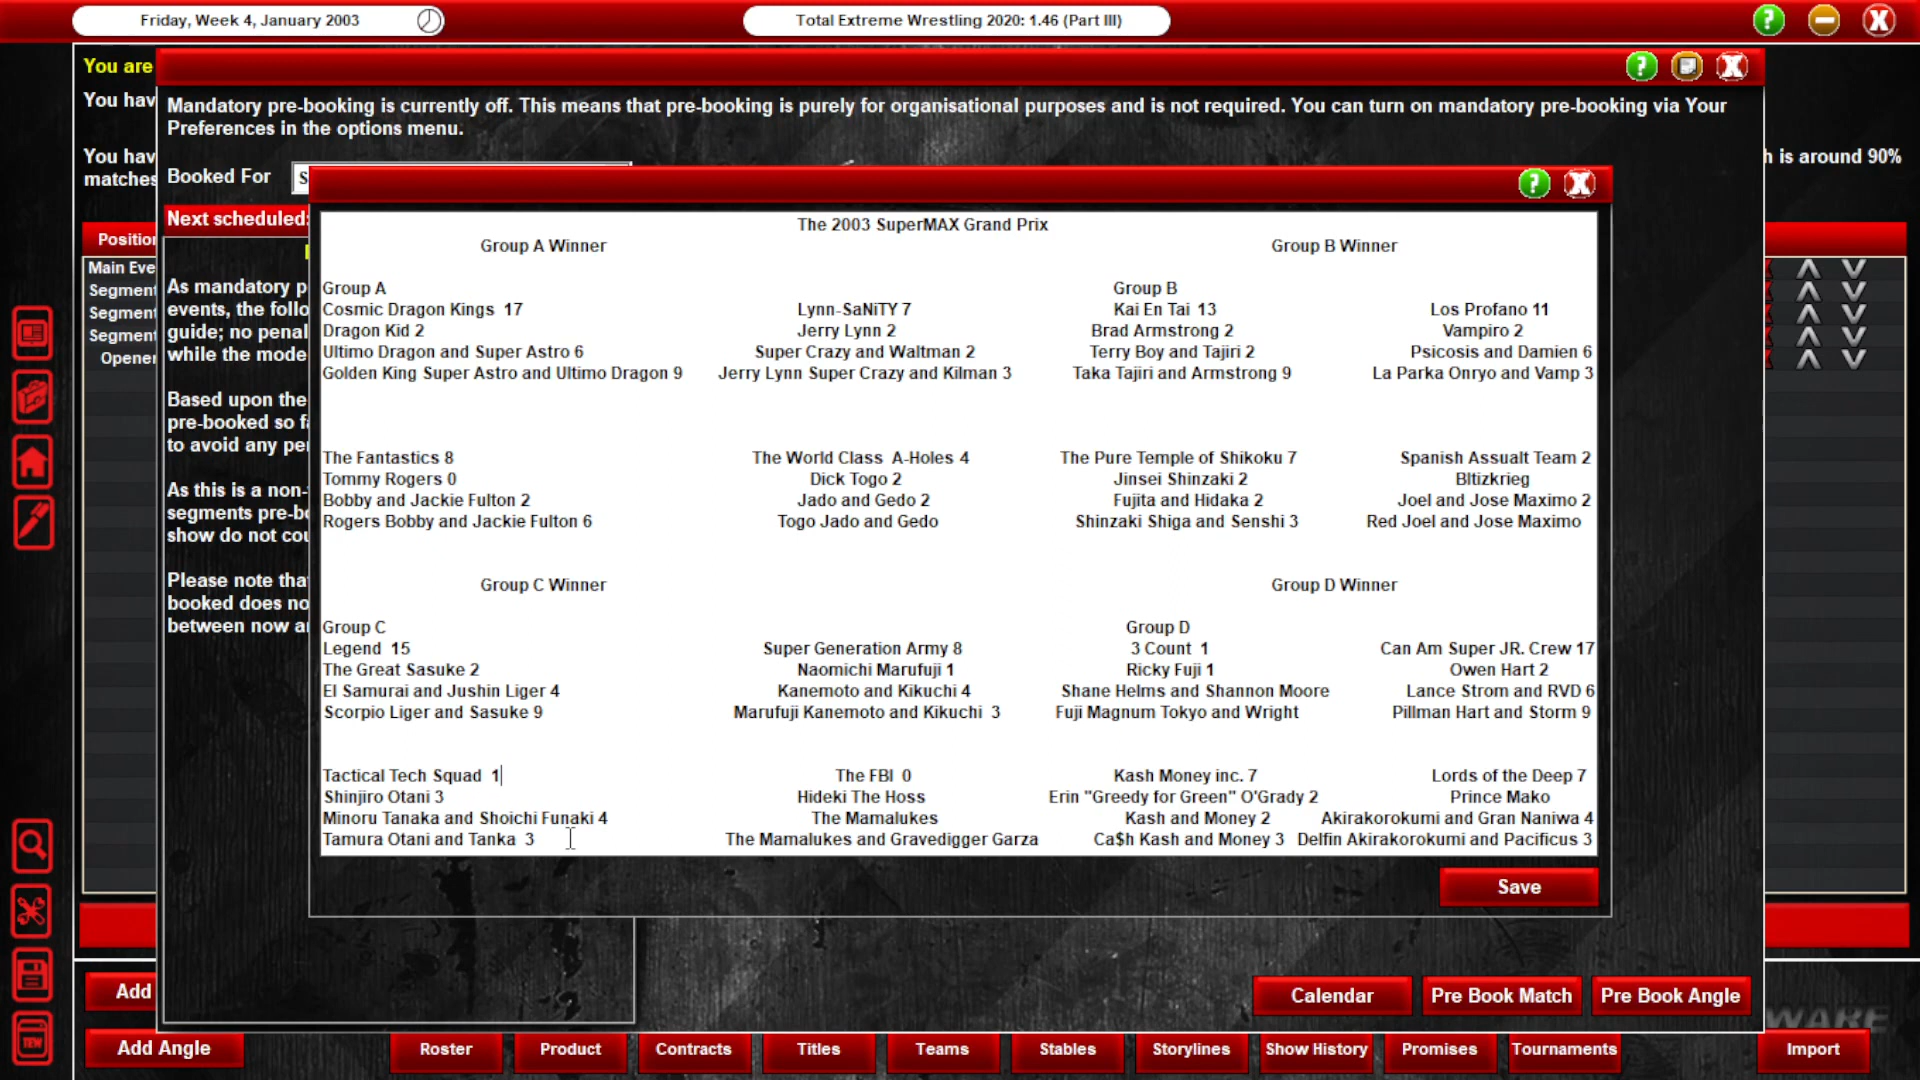 Friday, Week 4, January 2003
Total Extreme Wrestling 2020: 1.46 (Part III)
You are
You hav
Mandatory pre-booking is currently off. This means that pre-booking is purely for organisational purposes and is not required. You can turn on mandatory pre-booking via Your
Preferences in the options menu.
You hav
h is around 90%
matches
Booked For
S
Next scheduled:
Position
Main Eve
Segment
Segment
Segment
Opener
As mandatory p
events, the follo
guide; no penal
while the mode
Based upon the
pre-booked so fa
to avoid any pe
As this is a non-
segments pre-b
show do not cou
Please note tha
booked does no
between now a
The 2003 SuperMAX Grand Prix
Group A Winner Group B Winner
Group A Group B
Cosmic Dragon Kings 17 Lynn-SaNiTY 7 Kai En Tai 13 Los Profano 11
Dragon Kid 2 Jerry Lynn 2 Brad Armstrong 2 Vampiro 2
Ultimo Dragon and Super Astro 6 Super Crazy and Waltman 2 Terry Boy and Tajiri 2 Psicosis and Damien 6
Golden King Super Astro and Ultimo Dragon 9 Jerry Lynn Super Crazy and Kilman 3 Taka Tajiri and Armstrong 9 La Parka Onryo and Vamp 3
The Fantastics 8 The World Class A-Holes 4 The Pure Temple of Shikoku 7 Spanish Assualt Team 2
Tommy Rogers 0 Dick Togo 2 Jinsei Shinzaki 2 Bltizkrieg
Bobby and Jackie Fulton 2 Jado and Gedo 2 Fujita and Hidaka 2 Joel and Jose Maximo 2
Rogers Bobby and Jackie Fulton 6 Togo Jado and Gedo Shinzaki Shiga and Senshi 3 Red Joel and Jose Maximo
Group C Winner Group D Winner
Group C Group D
Legend 15 Super Generation Army 8 3 Count 1 Can Am Super JR. Crew 17
The Great Sasuke 2 Naomichi Marufuji 1 Ricky Fuji 1 Owen Hart 2
El Samurai and Jushin Liger 4 Kanemoto and Kikuchi 4 Shane Helms and Shannon Moore Lance Strom and RVD 6
Scorpio Liger and Sasuke 9 Marufuji Kanemoto and Kikuchi 3 Fuji Magnum Tokyo and Wright Pillman Hart and Storm 9
Tactical Tech Squad 1 The FBI 0 Kash Money inc. 7 Lords of the Deep 7
Shinjiro Otani 3 Hideki The Hoss Erin "Greedy for Green" O'Grady 2 Prince Mako
Minoru Tanaka and Shoichi Funaki 4 The Mamalukes Kash and Money 2 Akirakorokumi and Gran Naniwa 4
Tamura Otani and Tanka 3 The Mamalukes and Gravedigger Garza Ca$h Kash and Money 3 Delfin Akirakorokumi and Pacificus 3
Save
Add
Calendar Pre Book Match Pre Book Angle
WARE
Add Angle Roster Product Contracts Titles Teams Stables Storylines Show History Promises Tournaments Import
TEW